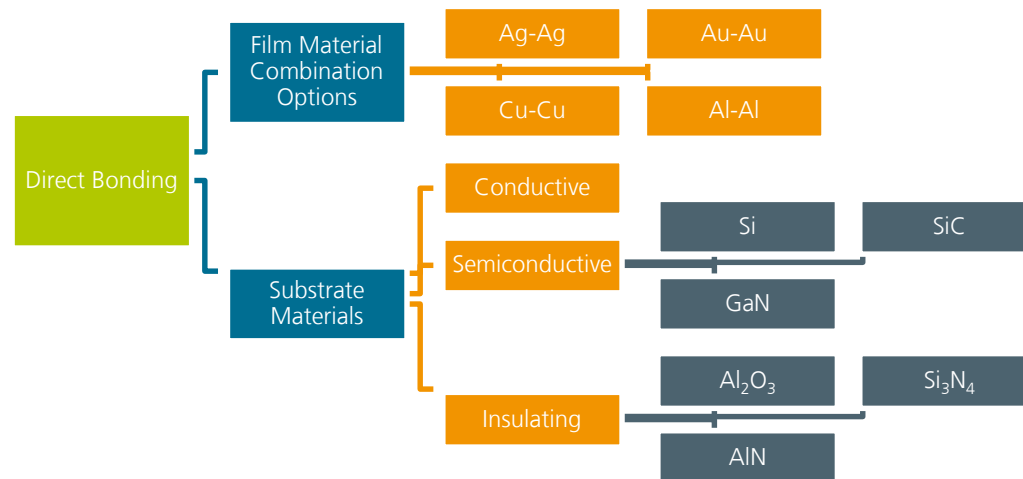 Direct Bonding
Film Material
Combination
Options
Ag-Ag
Au-Au
Cu-Cu
Al-Al
Substrate
Materials
Conductive
Semiconductive
Si
SiC
GaN
Insulating
Al₂O₃
Si₃N₄
AlN